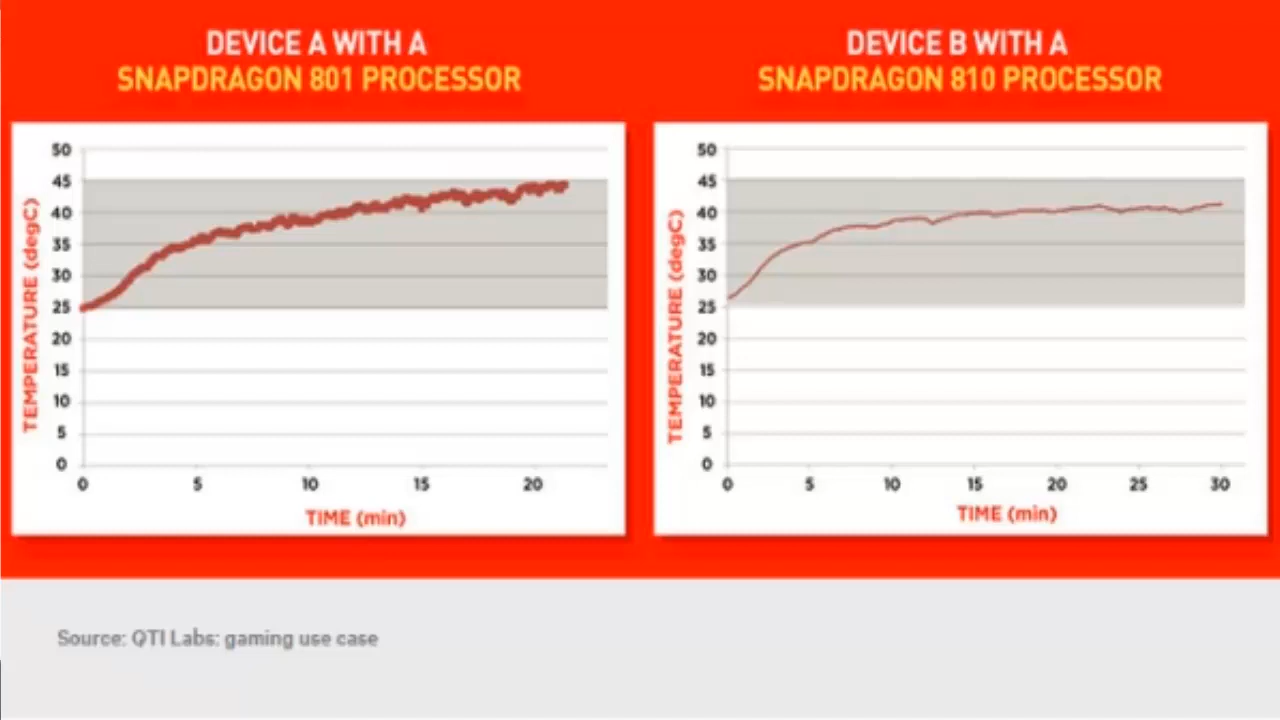 DEVICE A WITH A
SNAPDRAGON 801 PROCESSOR
TEMPERATURE (degC)
50
45
40
35
30
25
20
15
10
5
0
0 5 10 15 20
TIME (min)
DEVICE B WITH A
SNAPDRAGON 810 PROCESSOR
TEMPERATURE (degC)
50
45
40
35
30
25
20
15
10
5
0
0 5 10 15 20 25 30
TIME (min)
Source: QTI Labs: gaming use case